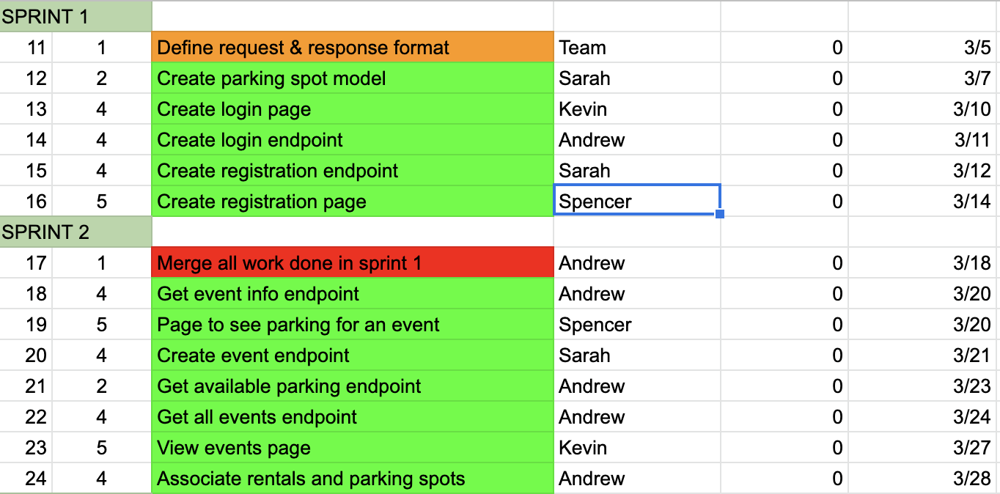 SPRINT 1
11 1 Define request & response format Team 0 3/5
12 2 Create parking spot model Sarah 0 3/7
13 4 Create login page Kevin 0 3/10
14 4 Create login endpoint Andrew 0 3/11
15 4 Create registration endpoint Sarah 0 3/12
16 5 Create registration page Spencer 0 3/14
SPRINT 2
17 1 Merge all work done in sprint 1 Andrew 0 3/18
18 4 Get event info endpoint Andrew 0 3/20
19 5 Page to see parking for an event Spencer 0 3/20
20 4 Create event endpoint Sarah 0 3/21
21 2 Get available parking endpoint Andrew 0 3/23
22 4 Get all events endpoint Andrew 0 3/24
23 5 View events page Kevin 0 3/27
24 4 Associate rentals and parking spots Andrew 0 3/28